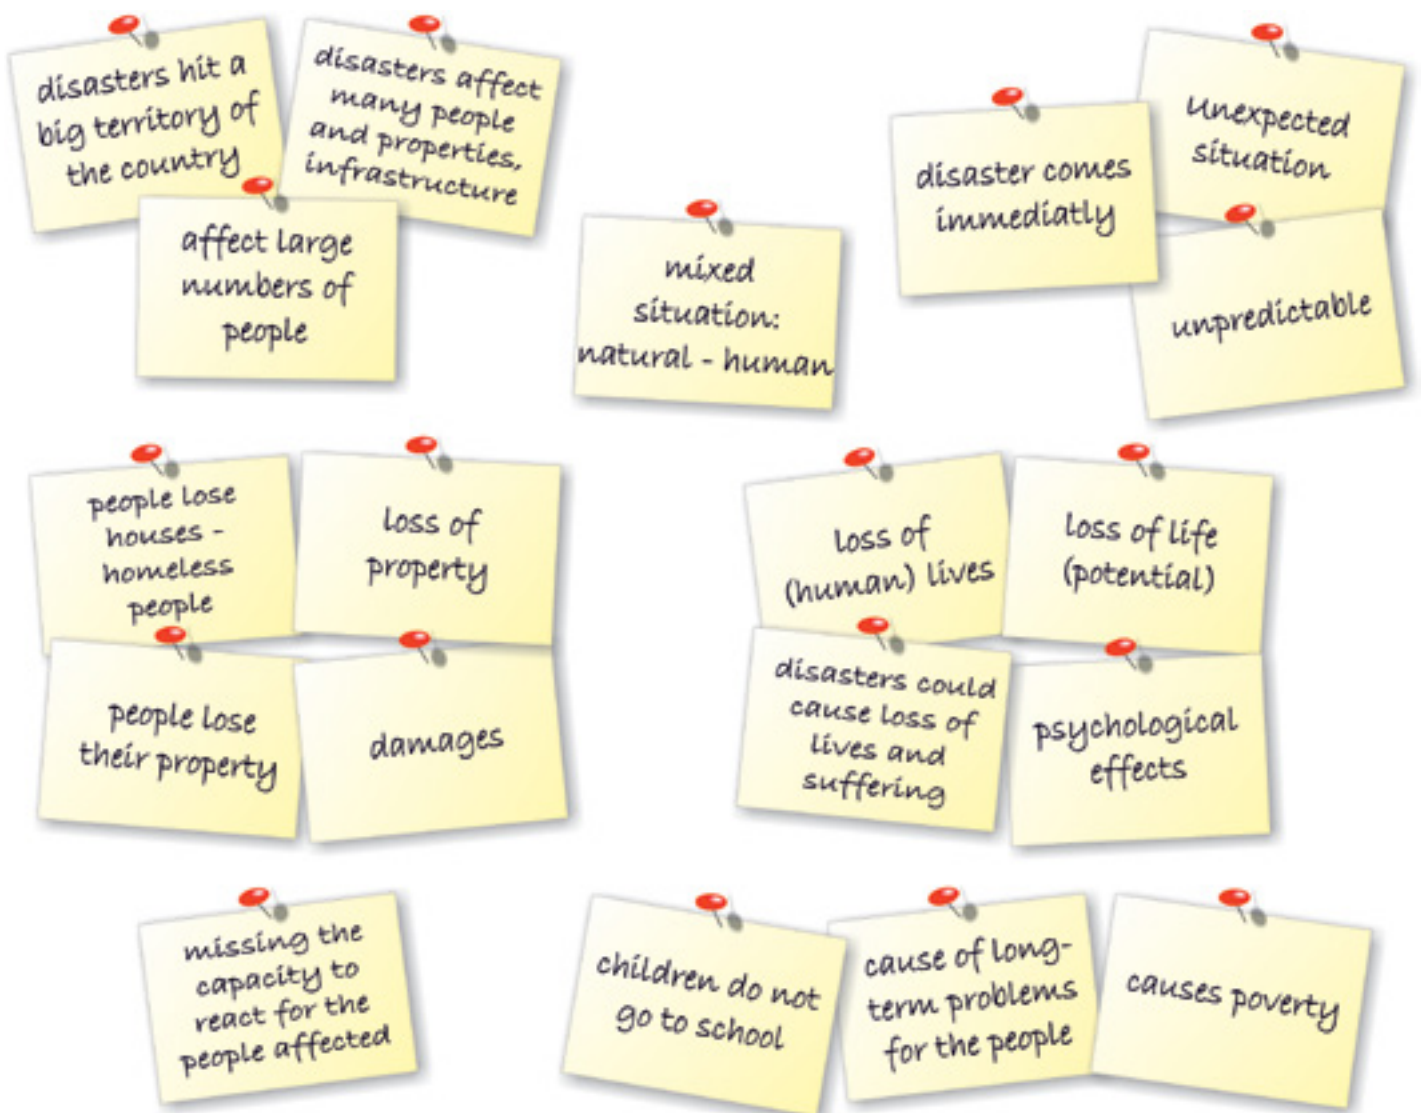 disasters hit a
big territory of
the country
disasters affect
many people
and properties,
infrastructure
affect large
numbers of
people
mixed
situation:
natural - human
disaster comes
immediatly
unexpected
situation
unpredictable
people lose
houses -
homeless
people
loss of
property
people lose
their property
damages
loss of
(human) lives
loss of life
(potential)
disasters could
cause loss of
lives and
suffering
psychological
effects
missing the
capacity to
react for the
people affected
children do not
go to school
cause of long-
term problems
for the people
causes poverty